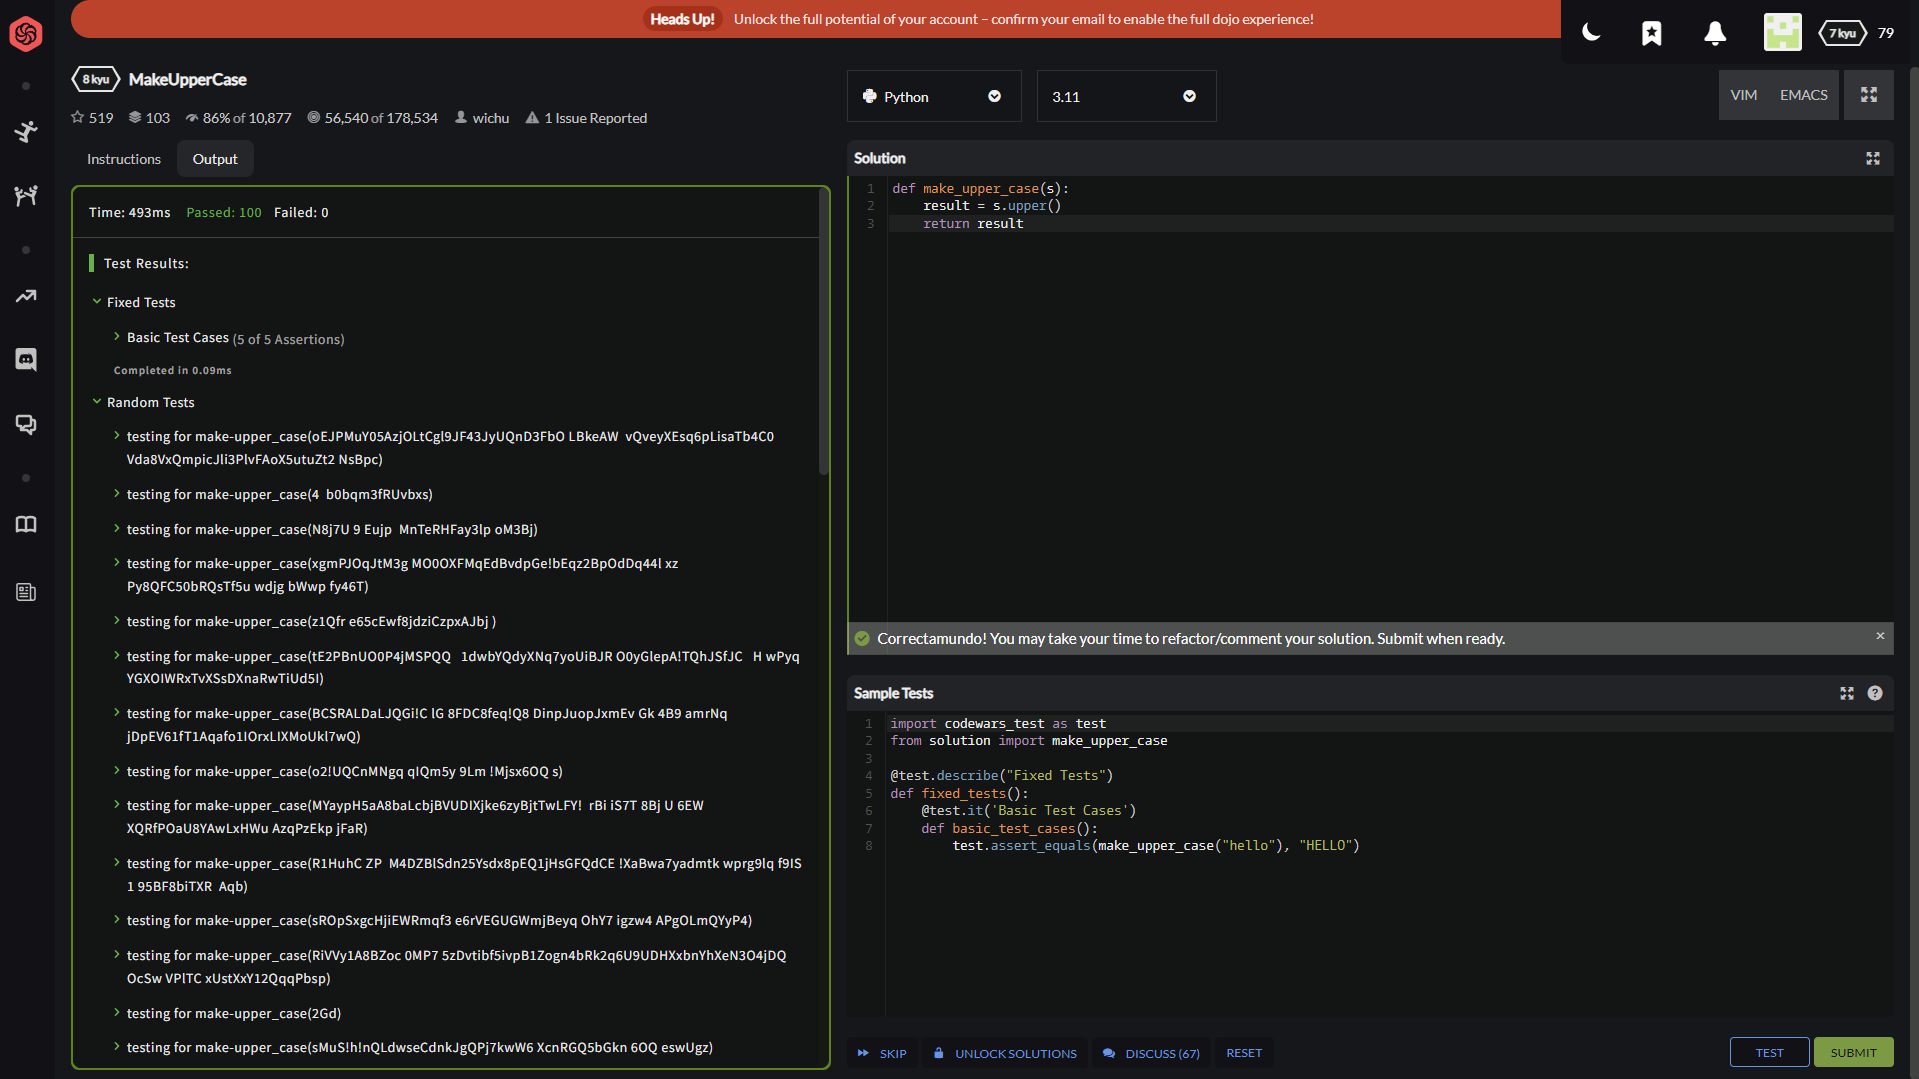 Heads Up! Unlock the full potential of your account – confirm your email to enable the full dojo experience!
7 kyu 79
8 kyu MakeUpperCase
519 103 86% of 10,877 56,540 of 178,534 wichu 1 Issue Reported
Instructions Output
Time: 493ms Passed: 100 Failed: 0
Test Results:
Fixed Tests
Basic Test Cases (5 of 5 Assertions)
Completed in 0.09ms
Random Tests
testing for make-upper_case(oEJPMuY05AzjOLtCgl9JF43JyUQnD3FbO LBkeAW  vQveyXEsq6pLisaTb4C0
Vda8VxQmpicJli3PlvFAoX5utuZt2 NsBpc)
testing for make-upper_case(4  b0bqm3fRUvbxs)
testing for make-upper_case(N8j7U 9 Eujp  MnTeRHFay3lp oM3Bj)
testing for make-upper_case(xgmPJOqJtM3g MO0OXFMqEdBvdpGe!bEqz2BpOdDq44l xz
Py8QFC50bRQsTf5u wdjg bWwp fy46T)
testing for make-upper_case(z1Qfr e65cEwf8jdziCzpxAJbj )
testing for make-upper_case(tE2PBnUO0P4jMSPQQ   1dwbYQdyXNq7yoUiBJR O0yGlepA!TQhJSfJC   H wPyq
YGXOIWRxTvXSsDXnaRwTiUd5I)
testing for make-upper_case(BCSRALDaLJQGi!C lG 8FDC8feq!Q8 DinpJuopJxmEv Gk 4B9 amrNq
jDpEV61fT1Aqafo1IOrxLIXMoUkl7wQ)
testing for make-upper_case(o2!UQCnMNgq qIQm5y 9Lm !Mjsx6OQ s)
testing for make-upper_case(MYaypH5aA8baLcbjBVUDIXjke6zyBjtTwLFY!  rBi iS7T 8Bj U 6EW
XQRfPOaU8YAwLxHWu AzqPzEkp jFaR)
testing for make-upper_case(R1HuhC ZP  M4DZBlSdn25Ysdx8pEQ1jHsGFQdCE !XaBwa7yadmtk wprg9lq f9IS
1 95BF8biTXR  Aqb)
testing for make-upper_case(sROpSxgcHjiEWRmqf3 e6rVEGUGWmjBeyq OhY7 igzw4 APgOLmQYyP4)
testing for make-upper_case(RiVVy1A8BZoc 0MP7 5zDvtibf5ivpB1Zogn4bRk2q6U9UDHXxbnYhXeN3O4jDQ
OcSw VPlTC xUstXxY12QqqPbsp)
testing for make-upper_case(2Gd)
testing for make-upper_case(sMuS!h!nQLdwseCdnkJgQPj7kwW6 XcnRGQ5bGkn 6OQ eswUgz)
Python 3.11 VIM EMACS
Solution
1 def make_upper_case(s):
2 result = s.upper()
3 return result
Correctamundo! You may take your time to refactor/comment your solution. Submit when ready. ×
Sample Tests
1 import codewars_test as test
2 from solution import make_upper_case
3
4 @test.describe("Fixed Tests")
5 def fixed_tests():
6 @test.it('Basic Test Cases')
7 def basic_test_cases():
8 test.assert_equals(make_upper_case("hello"), "HELLO")
SKIP UNLOCK SOLUTIONS DISCUSS (67) RESET TEST SUBMIT